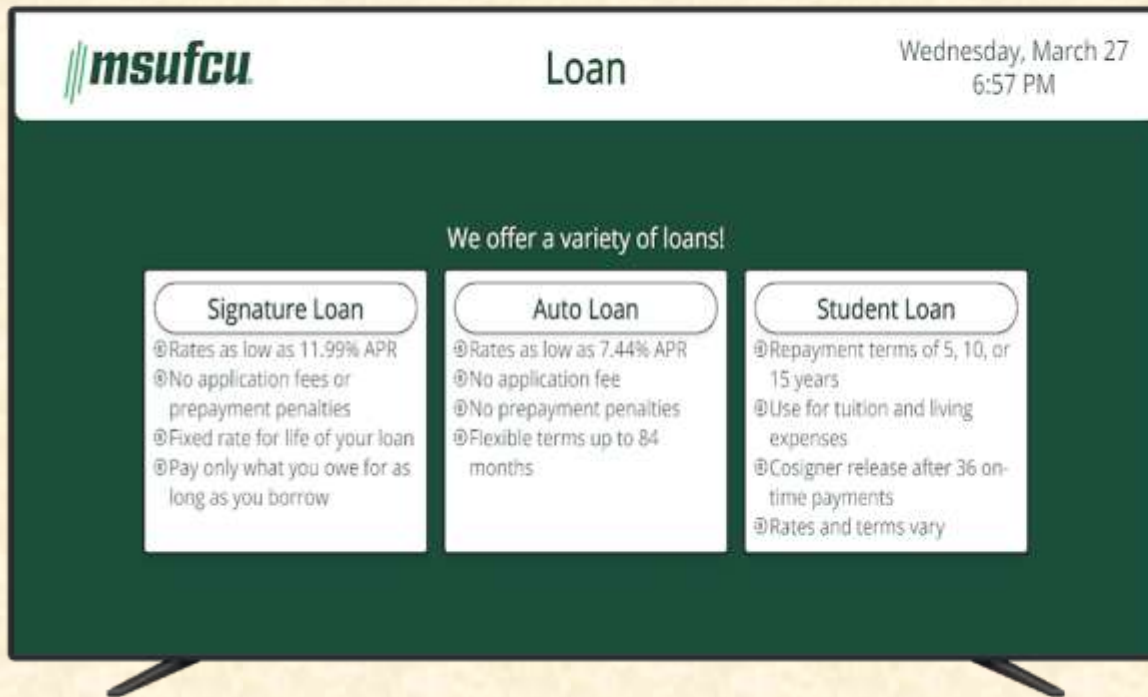 msufcu
Loan
Wednesday, March 27
6:57 PM
We offer a variety of loans!
Signature Loan
Rates as low as 11.99% APR
No application fees or
prepayment penalties
Fixed rate for life of your loan
Pay only what you owe for as
long as you borrow
Auto Loan
Rates as low as 7.44% APR
No application fee
No prepayment penalties
Flexible terms up to 84
months
Student Loan
Repayment terms of 5, 10, or
15 years
Use for tuition and living
expenses
Cosigner release after 36 on-
time payments
Rates and terms vary